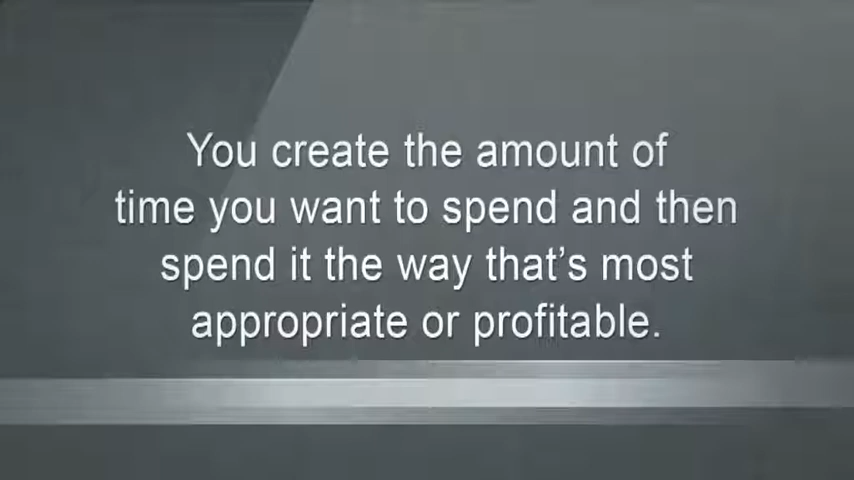 You create the amount of
time you want to spend and then
spend it the way that’s most
appropriate or profitable.